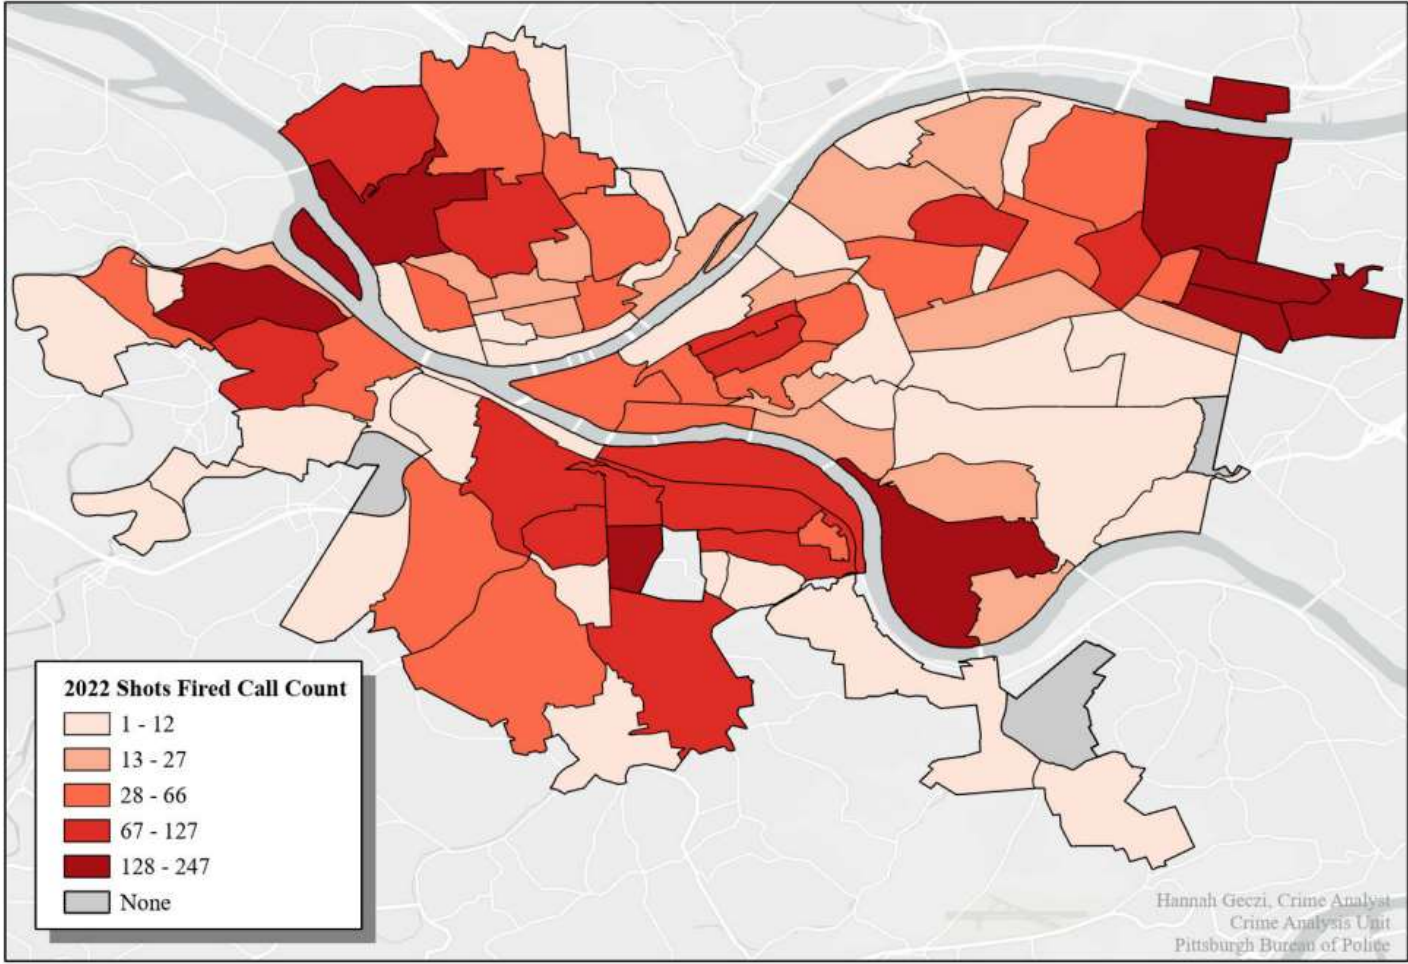 2022 Shots Fired Call Count
1 - 12
13 - 27
28 - 66
67 - 127
128 - 247
None
Hannah Geczi, Crime Analyst
Crime Analysis Unit
Pittsburgh Bureau of Police